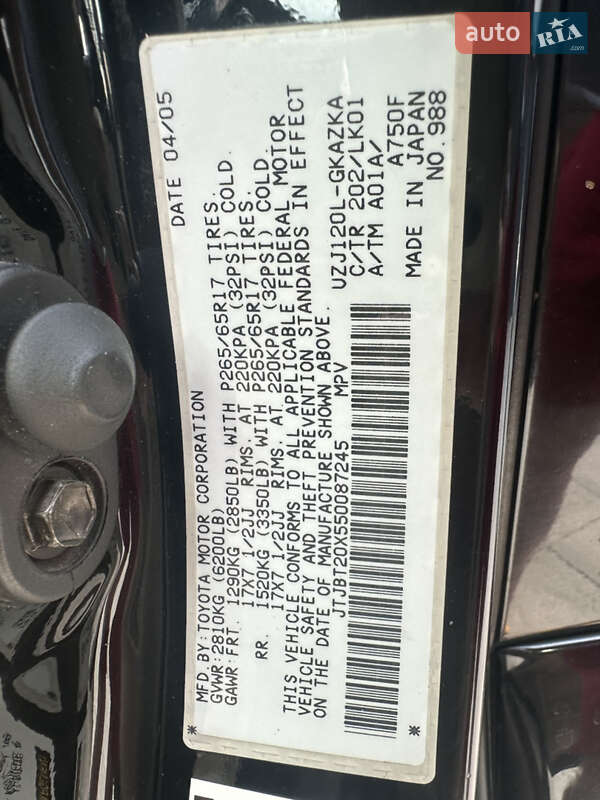 auto RIA
.com
MFD. BY: TOYOTA MOTOR CORPORATION DATE 04/05
GVWR: 2810KG (6200LB)
GAWR: FRT. 1290KG (2850LB) WITH P265/65R17 TIRES,
17X7 1/2JJ RIMS, AT 220KPA (32PSI) COLD.
RR. 1520KG (3350LB) WITH P265/65R17 TIRES,
17X7 1/2JJ RIMS, AT 220KPA (32PSI) COLD.
THIS VEHICLE CONFORMS TO ALL APPLICABLE FEDERAL MOTOR
VEHICLE SAFETY AND THEFT PREVENTION STANDARDS IN EFFECT
ON THE DATE OF MANUFACTURE SHOWN ABOVE.
JTJBT20X550087245 MPV
UZJ120L-GKAZKA
C/TR 202/LK01
A/TM A01A/
A750F
* MADE IN JAPAN NO. 988 *